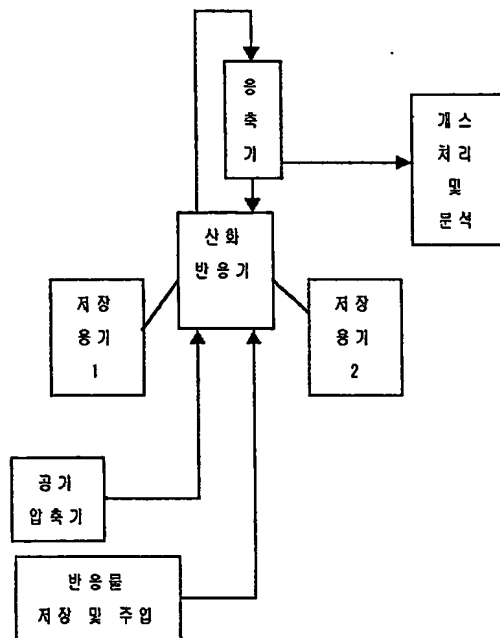 응
축
기
개스
처리
및
분석
산화
반응기
저장
용기
1
저장
용기
2
공기
압축기
반응물
저장 및 주입